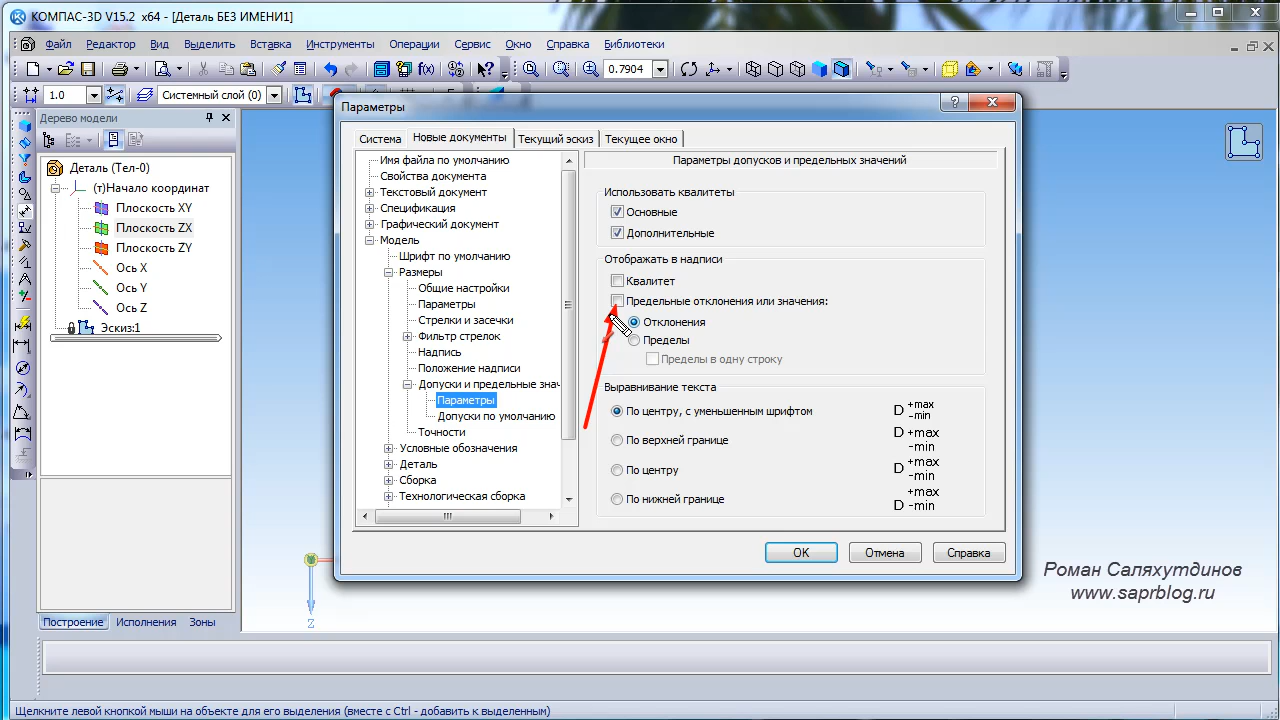 КОМПАС-3D V15.2 x64 - [Деталь БЕЗ ИМЕНИ1]
Файл Редактор Вид Выделить Вставка Инструменты Операции Сервис Окно Справка Библиотеки
0.7904
1.0 Системный слой (0)
Дерево модели
Деталь (Тел-0)
(т)Начало координат
Плоскость XY
Плоскость ZX
Плоскость ZY
Ось X
Ось Y
Ось Z
Эскиз:1
Построение Исполнения Зоны
Параметры
Система Новые документы Текущий эскиз Текущее окно
Имя файла по умолчанию
Свойства документа
Текстовый документ
Спецификация
Графический документ
Модель
Шрифт по умолчанию
Размеры
Общие настройки
Параметры
Стрелки и засечки
Фильтр стрелок
Надпись
Положение надписи
Допуски и предельные знач
Параметры
Допуски по умолчанию
Точности
Условные обозначения
Деталь
Сборка
Технологическая сборка
Параметры допусков и предельных значений
Использовать квалитеты
Основные
Дополнительные
Отображать в надписи
Квалитет
Предельные отклонения или значения:
Отклонения
Пределы
Пределы в одну строку
Выравнивание текста
По центру, с уменьшенным шрифтом D +max -min
По верхней границе D +max -min
По центру D +max -min
По нижней границе D +max -min
OK Отмена Справка
Z
Роман Саляхутдинов
www.saprblog.ru
Щелкните левой кнопкой мыши на объекте для его выделения (вместе с Ctrl - добавить к выделенным)